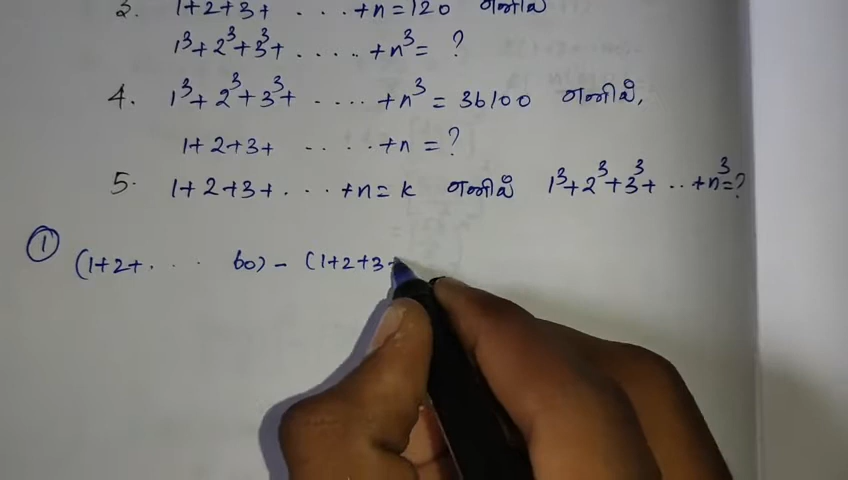 3. 1+2+3+ . . . . +n=120 எனில்
1³+2³+3³+ . . . . . +n³= ?
4. 1³+2³+3³+ . . . . +n³ = 36100 எனில்,
1+2+3+ . . . . +n = ?
5. 1+2+3+. . . +n=k எனில் 1³+2³+3³+ . . +n³=?
① (1+2+. . . 60) - (1+2+3+